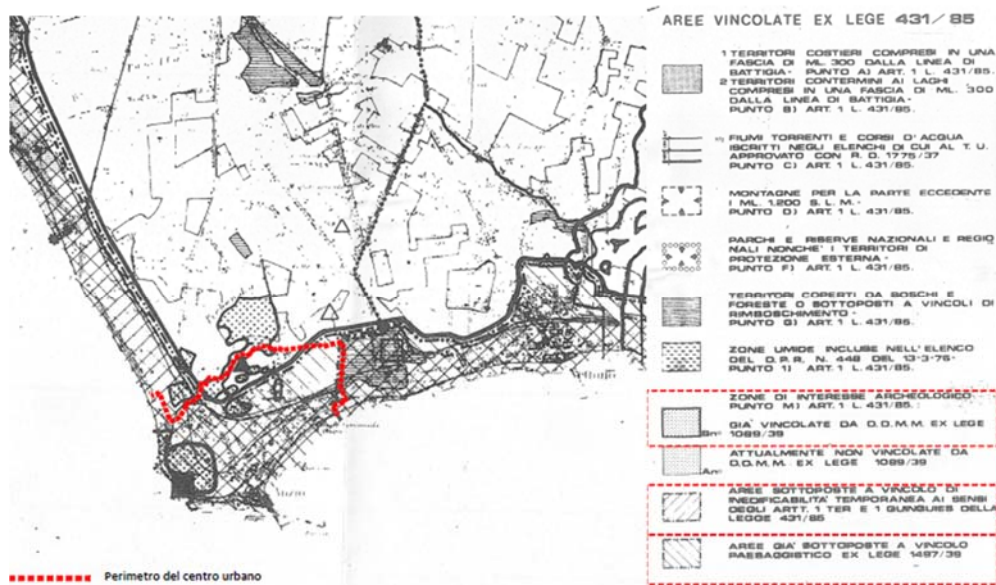 AREE VINCOLATE EX LEGE 431/85
1 TERRITORI COSTIERI COMPRESI IN UNA
FASCIA DI ML. 300 DALLA LINEA DI
BATTIGIA - PUNTO A) ART. 1 L. 431/85.
2 TERRITORI CONTERMINI AI LAGHI
COMPRESI IN UNA FASCIA DI ML. 300
DALLA LINEA DI BATTIGIA -
PUNTO B) ART. 1 L. 431/85.
FIUMI TORRENTI E CORSI D'ACQUA
ISCRITTI NEGLI ELENCHI DI CUI AL T. U.
APPROVATO CON R. D. 1775/37
PUNTO C) ART. 1 L. 431/85.
MONTAGNE PER LA PARTE ECCEDENTE
I ML. 1.200 S. L. M. -
PUNTO D) ART. 1 L. 431/85.
PARCHI E RISERVE NAZIONALI E REGIO
NALI NONCHE' I TERRITORI DI
PROTEZIONE ESTERNA -
PUNTO F) ART. 1 L. 431/85.
TERRITORI COPERTI DA BOSCHI E
FORESTE O SOTTOPOSTI A VINCOLI DI
RIMBOSCHIMENTO -
PUNTO G) ART. 1 L. 431/85.
ZONE UMIDE INCLUSE NELL'ELENCO
DEL D.P.R. N. 448 DEL 13-3-76 -
PUNTO 1) ART. 1 L. 431/85.
ZONE DI INTERESSE ARCHEOLOGICO
PUNTO M) ART. 1 L. 431/85. :
GIA' VINCOLATE DA D.D.M.M. EX LEGE
1089/39
ATTUALMENTE NON VINCOLATE DA
D.D.M.M. EX LEGE 1089/39
AREE SOTTOPOSTE A VINCOLO DI
INEDIFICABILITÀ TEMPORANEA AI SENSI
DEGLI ARTT. 1 TER E 1 QUINQUIES DELLA
LEGGE 431/85
AREE GIA' SOTTOPOSTE A VINCOLO
PAESAGGISTICO EX LEGE 1497/39
Perimetro del centro urbano